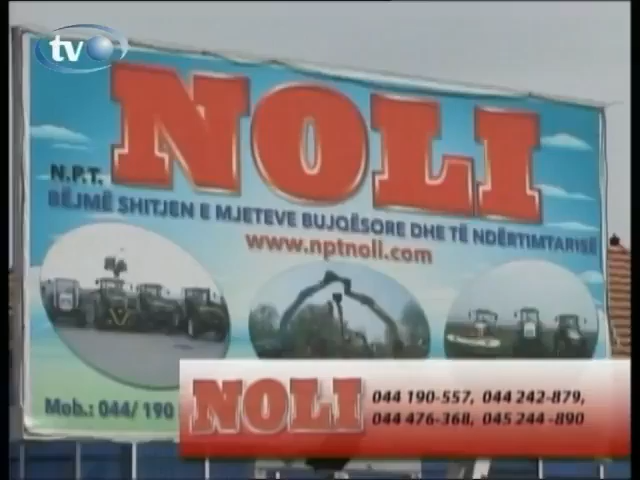 tv
NOLI
N.P.T.
BËJMË SHITJEN E MJETEVE BUJQËSORE DHE TË NDËRTIMTARISË
www.nptnoli.com
Mob.: 044/ 190
NOLI
044 190-557, 044 242-879,
044 476-368, 045 244-890